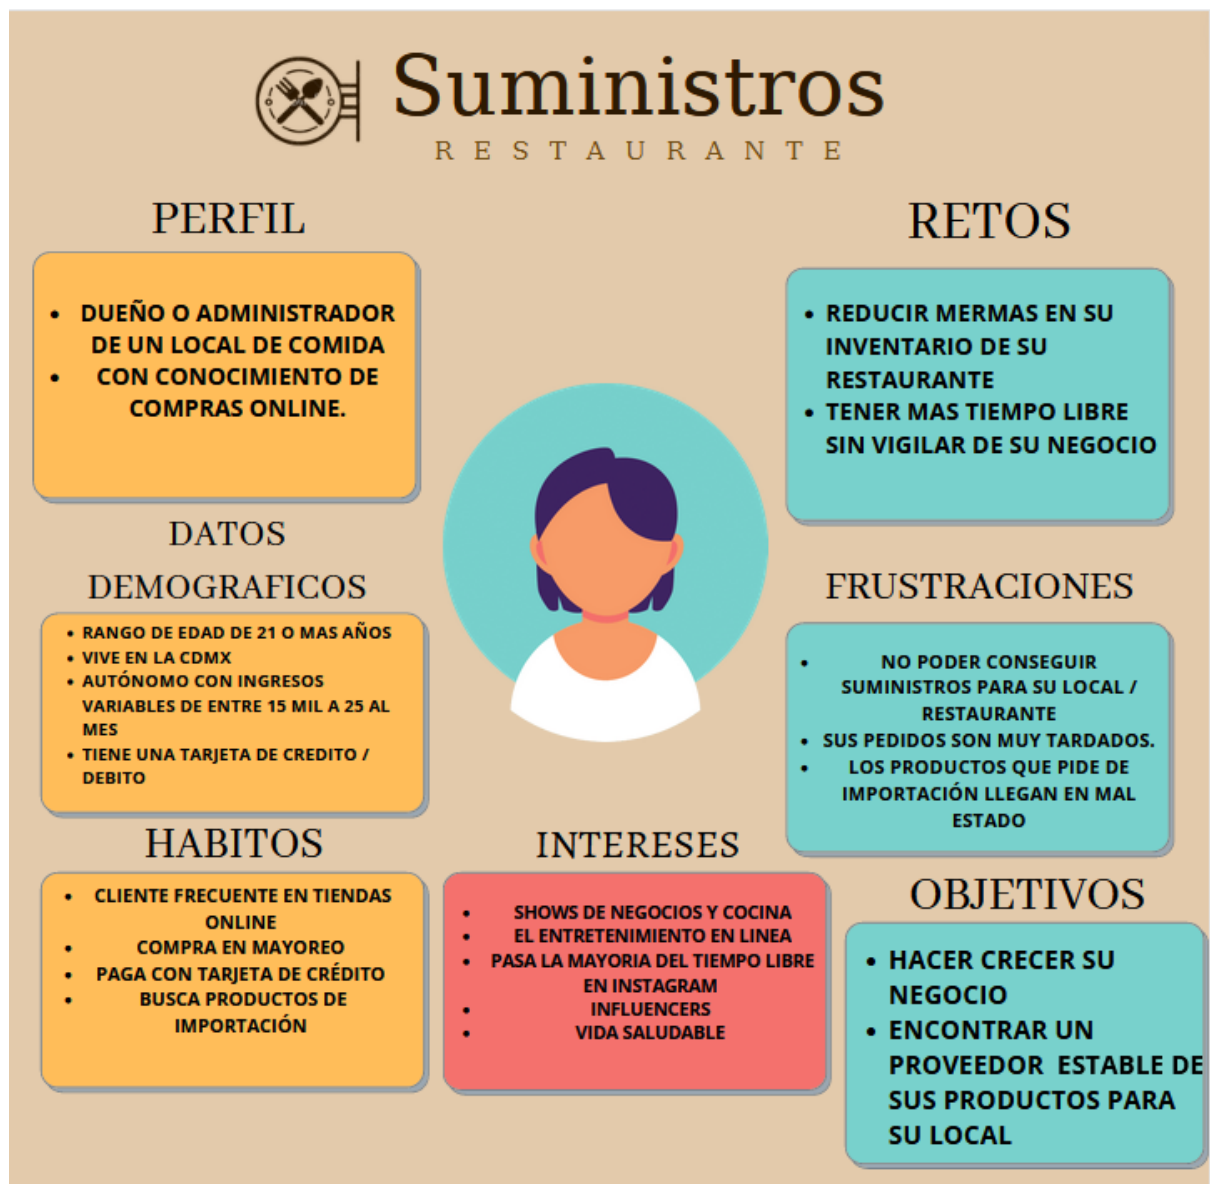 Suministros
RESTAURANTE
PERFIL
• DUEÑO O ADMINISTRADOR
DE UN LOCAL DE COMIDA
• CON CONOCIMIENTO DE
COMPRAS ONLINE.
DATOS
DEMOGRAFICOS
• RANGO DE EDAD DE 21 O MAS AÑOS
• VIVE EN LA CDMX
• AUTÓNOMO CON INGRESOS
VARIABLES DE ENTRE 15 MIL A 25 AL
MES
• TIENE UNA TARJETA DE CREDITO /
DEBITO
HABITOS
• CLIENTE FRECUENTE EN TIENDAS
ONLINE
• COMPRA EN MAYOREO
• PAGA CON TARJETA DE CRÉDITO
• BUSCA PRODUCTOS DE
IMPORTACIÓN
INTERESES
• SHOWS DE NEGOCIOS Y COCINA
• EL ENTRETENIMIENTO EN LINEA
• PASA LA MAYORIA DEL TIEMPO LIBRE
EN INSTAGRAM
• INFLUENCERS
• VIDA SALUDABLE
RETOS
• REDUCIR MERMAS EN SU
INVENTARIO DE SU
RESTAURANTE
• TENER MAS TIEMPO LIBRE
SIN VIGILAR DE SU NEGOCIO
FRUSTRACIONES
• NO PODER CONSEGUIR
SUMINISTROS PARA SU LOCAL /
RESTAURANTE
• SUS PEDIDOS SON MUY TARDADOS.
• LOS PRODUCTOS QUE PIDE DE
IMPORTACIÓN LLEGAN EN MAL
ESTADO
OBJETIVOS
• HACER CRECER SU
NEGOCIO
• ENCONTRAR UN
PROVEEDOR ESTABLE DE
SUS PRODUCTOS PARA
SU LOCAL